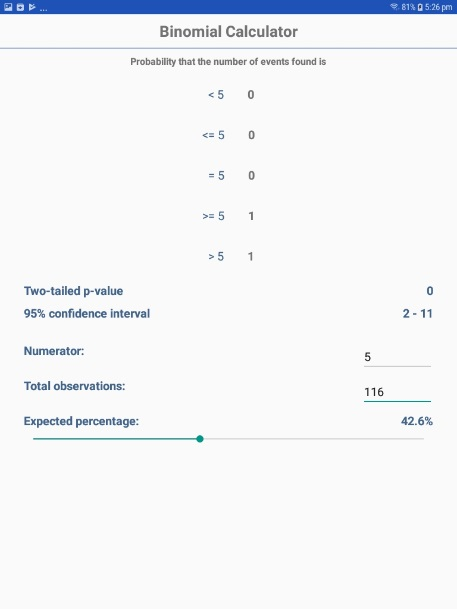 ... 81% 5:26 pm
Binomial Calculator
Probability that the number of events found is
< 5 0
<= 5 0
= 5 0
>= 5 1
> 5 1
Two-tailed p-value 0
95% confidence interval 2 - 11
Numerator: 5
Total observations: 116
Expected percentage: 42.6%